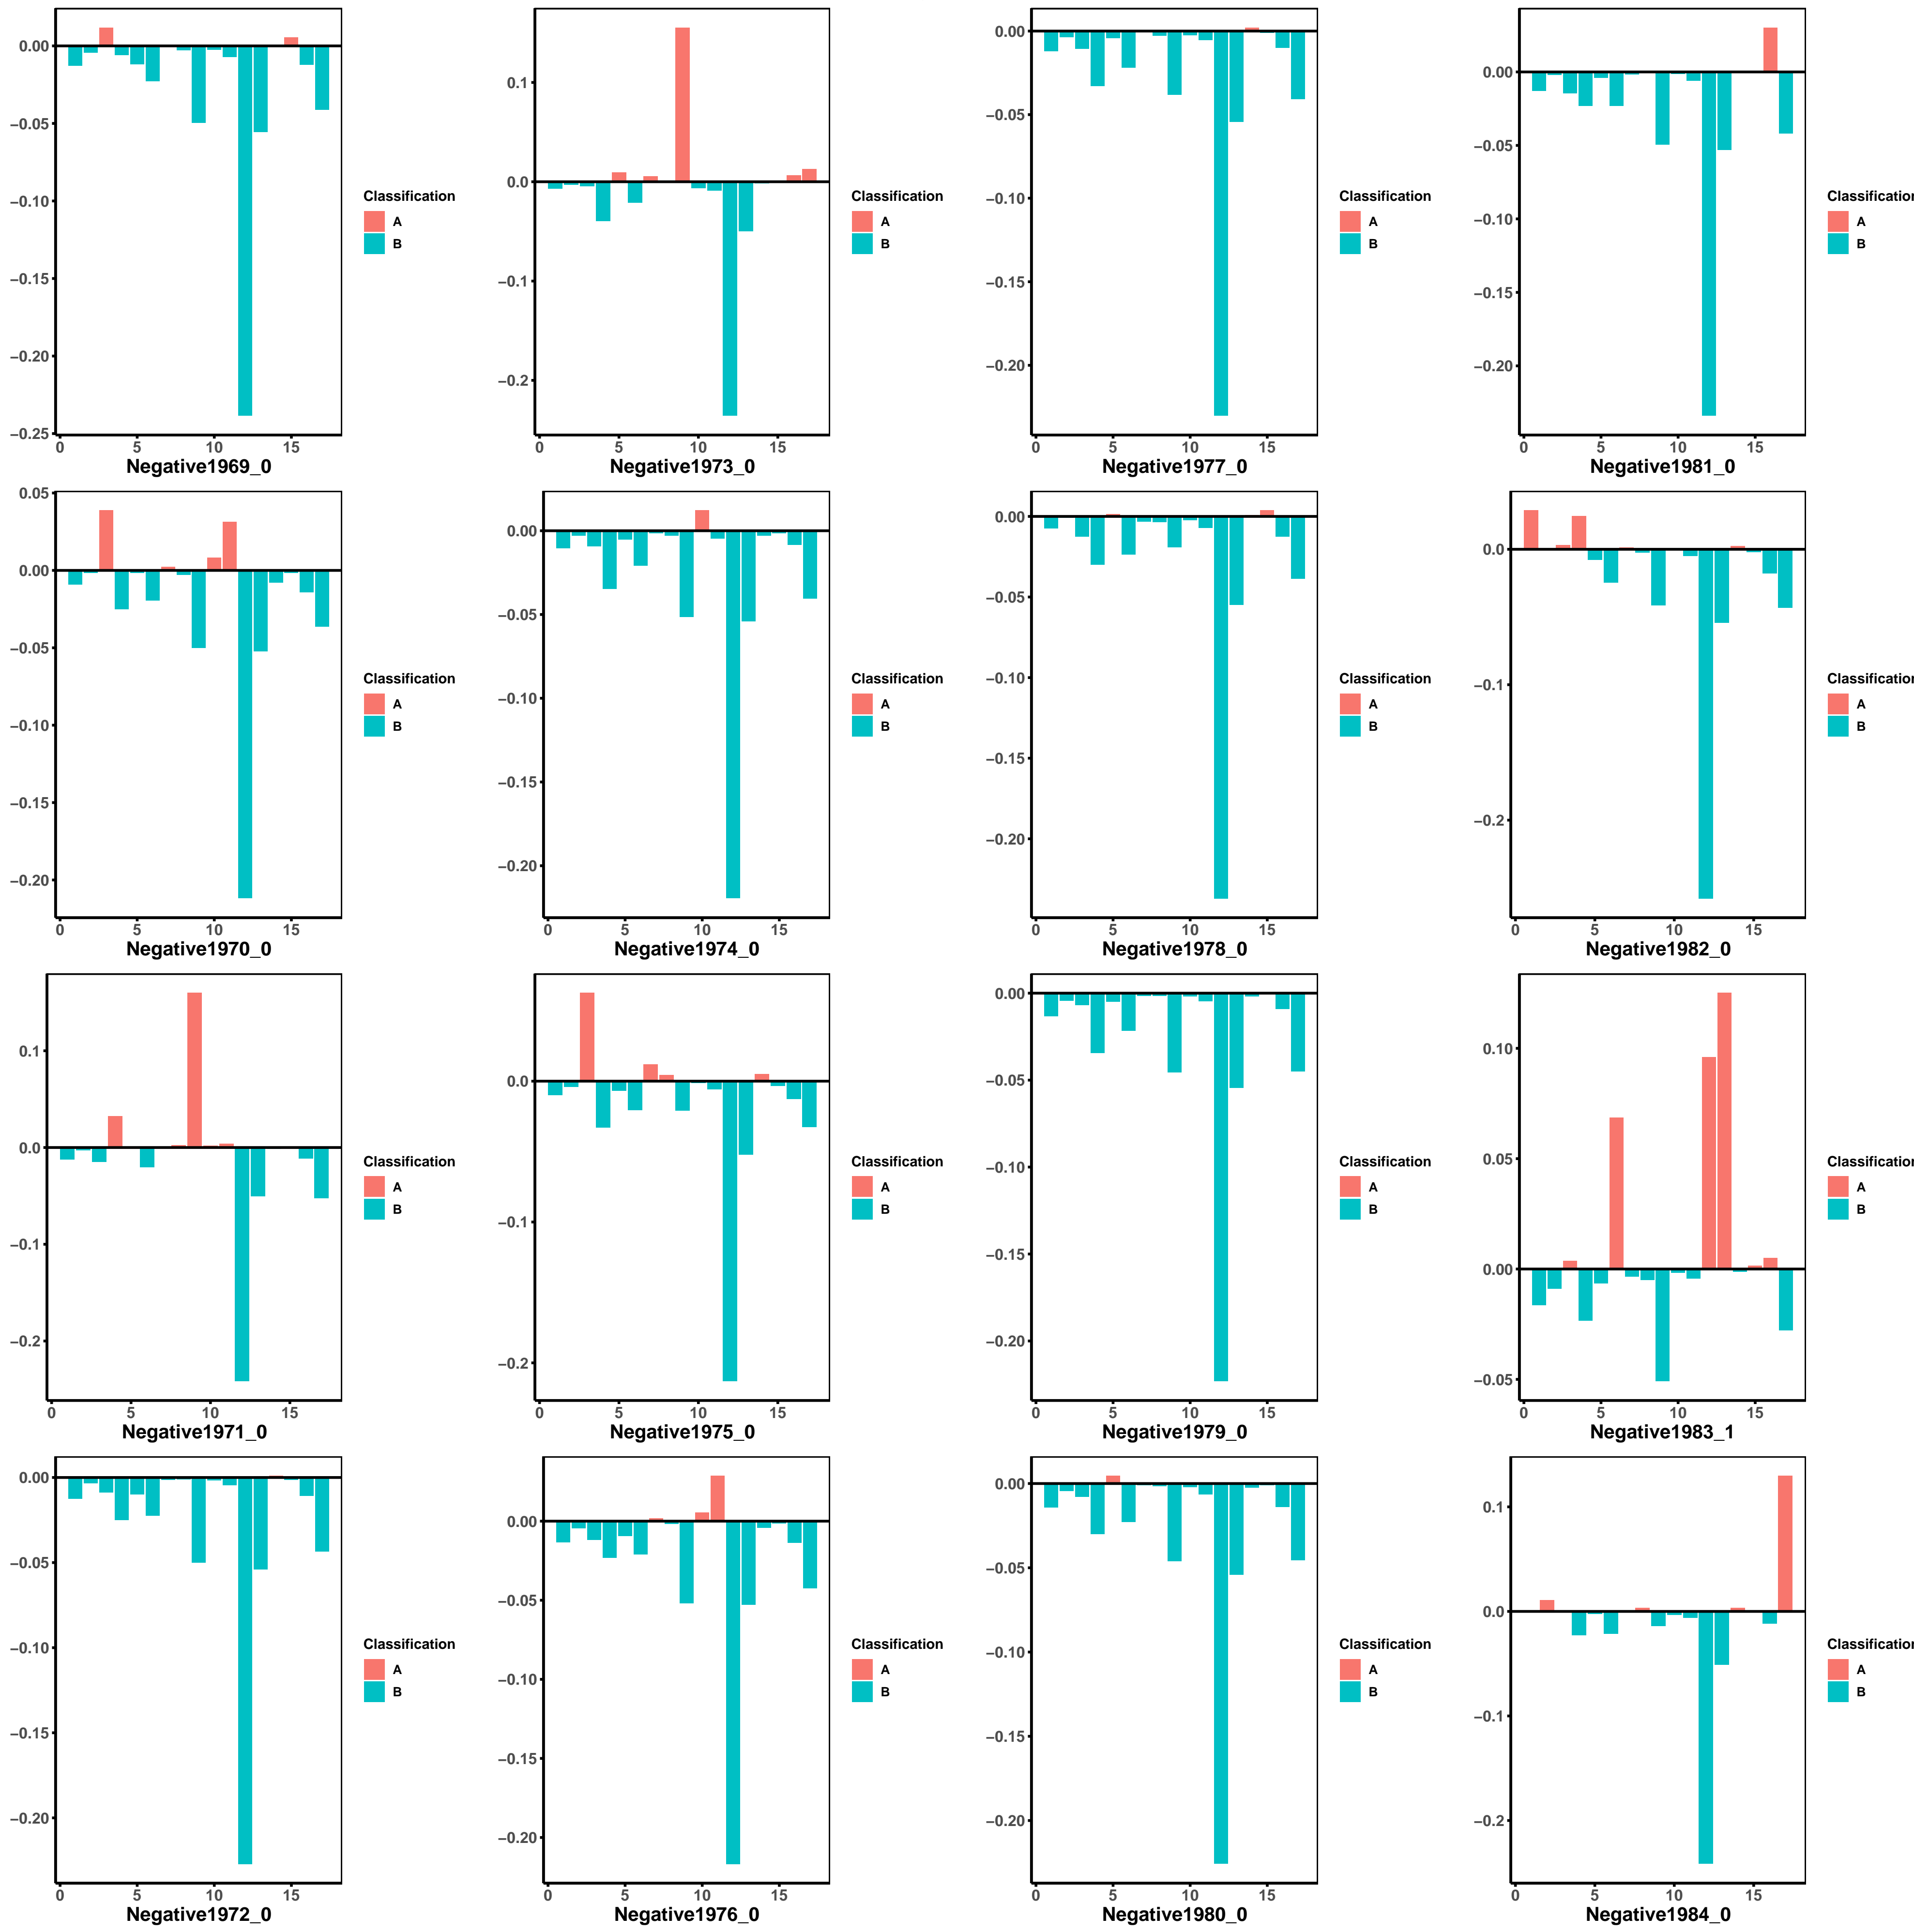 0.00
−0.05
−0.10
−0.15
−0.20
−0.25
0 5 10 15
Negative1969_0
Classification
A
B
0.1
0.0
−0.1
−0.2
0 5 10 15
Negative1973_0
Classification
A
B
0.00
−0.05
−0.10
−0.15
−0.20
0 5 10 15
Negative1977_0
Classification
A
B
0.00
−0.05
−0.10
−0.15
−0.20
0 5 10 15
Negative1981_0
Classification
A
B
0.05
0.00
−0.05
−0.10
−0.15
−0.20
0 5 10 15
Negative1970_0
Classification
A
B
0.00
−0.05
−0.10
−0.15
−0.20
0 5 10 15
Negative1974_0
Classification
A
B
0.00
−0.05
−0.10
−0.15
−0.20
0 5 10 15
Negative1978_0
Classification
A
B
0.0
−0.1
−0.2
0 5 10 15
Negative1982_0
Classification
A
B
0.1
0.0
−0.1
−0.2
0 5 10 15
Negative1971_0
Classification
A
B
0.0
−0.1
−0.2
0 5 10 15
Negative1975_0
Classification
A
B
0.00
−0.05
−0.10
−0.15
−0.20
0 5 10 15
Negative1979_0
Classification
A
B
0.10
0.05
0.00
−0.05
0 5 10 15
Negative1983_1
Classification
A
B
0.00
−0.05
−0.10
−0.15
−0.20
0 5 10 15
Negative1972_0
Classification
A
B
0.00
−0.05
−0.10
−0.15
−0.20
0 5 10 15
Negative1976_0
Classification
A
B
0.00
−0.05
−0.10
−0.15
−0.20
0 5 10 15
Negative1980_0
Classification
A
B
0.1
0.0
−0.1
−0.2
0 5 10 15
Negative1984_0
Classification
A
B